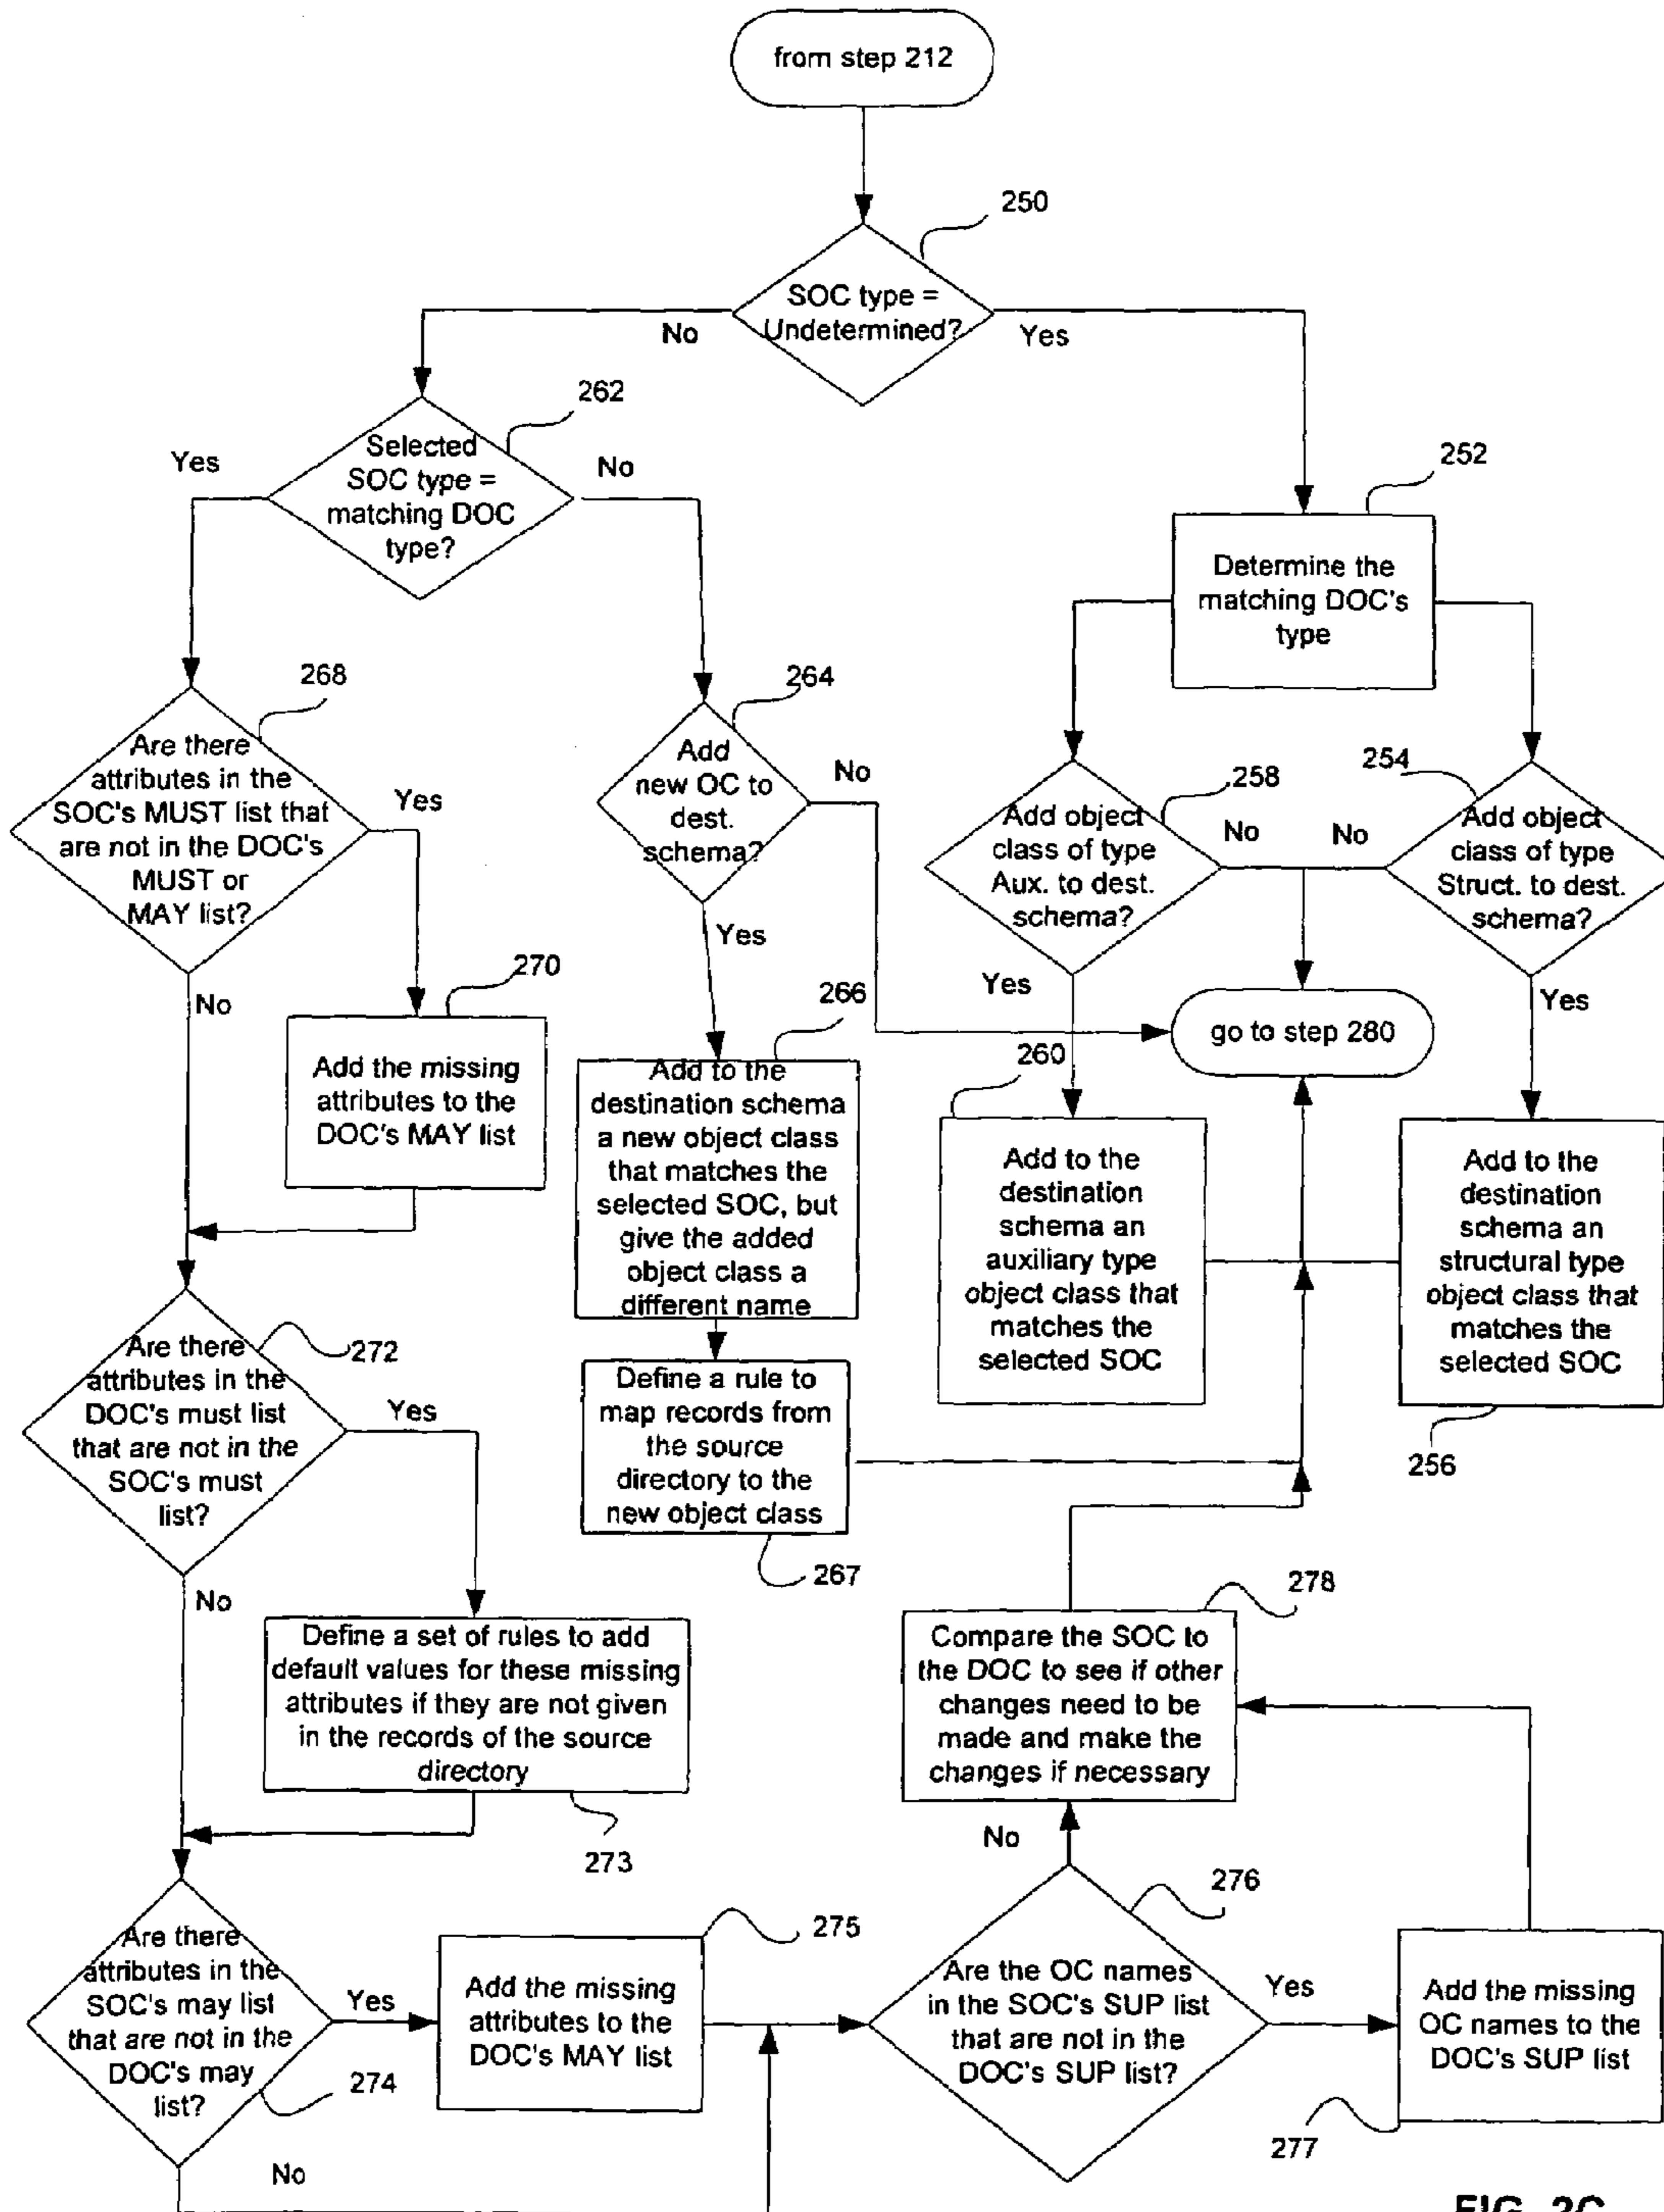 from step 212
250
SOC type =
Undetermined?
No
Yes
262
Selected
SOC type =
matching DOC
type?
Yes
No
252
Determine the
matching DOC's
type
268
Are there
attributes in the
SOC's MUST list that
are not in the DOC's
MUST or
MAY list?
Yes
No
264
Add
new OC to
dest.
schema?
No
Yes
258
Add object
class of type
Aux. to dest.
schema?
No
Yes
254
Add object
class of type
Struct. to dest.
schema?
No
Yes
270
Add the missing
attributes to the
DOC's MAY list
266
Add to the
destination schema
a new object class
that matches the
selected SOC, but
give the added
object class a
different name
go to step 280
260
Add to the
destination
schema an
auxiliary type
object class that
matches the
selected SOC
Add to the
destination
schema an
structural type
object class that
matches the
selected SOC
256
272
Are there
attributes in the
DOC's must list
that are not in the
SOC's must
list?
Yes
No
Define a rule to
map records from
the source
directory to the
new object class
267
Define a set of rules to add
default values for these missing
attributes if they are not given
in the records of the source
directory
273
278
Compare the SOC to
the DOC to see if other
changes need to be
made and make the
changes if necessary
No
Are there
attributes in the
SOC's may list
that are not in the
DOC's may
list?
274
Yes
No
275
Add the missing
attributes to the
DOC's MAY list
276
Are the OC names
in the SOC's SUP list
that are not in the
DOC's SUP list?
Yes
Add the missing
OC names to the
DOC's SUP list
277
FIG. 2C